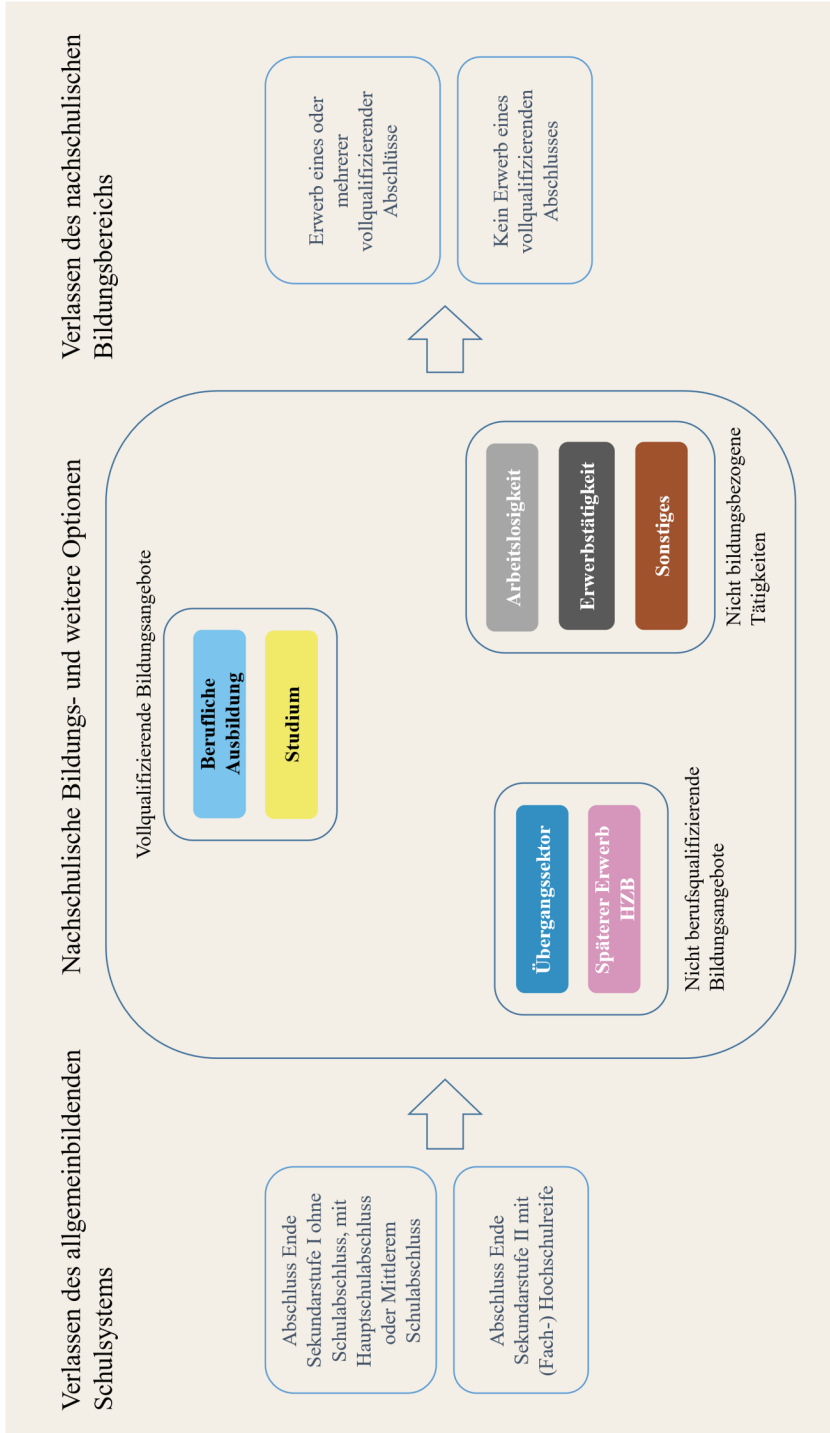 Verlassen des allgemeinbildenden
Schulsystems
Abschluss Ende
Sekundarstufe I ohne
Schulabschluss, mit
Hauptschulabschluss
oder Mittlerem
Schulabschluss
Abschluss Ende
Sekundarstufe II mit
(Fach-) Hochschulreife
Nachschulische Bildungs- und weitere Optionen
Vollqualifizierende Bildungsangebote
Berufliche
Ausbildung
Studium
Übergangssektor
Späterer Erwerb
HZB
Nicht berufsqualifizierende
Bildungsangebote
Arbeitslosigkeit
Erwerbstätigkeit
Sonstiges
Nicht bildungsbezogene
Tätigkeiten
Verlassen des nachschulischen
Bildungsbereichs
Erwerb eines oder
mehrerer
vollqualifizierender
Abschlüsse
Kein Erwerb eines
vollqualifizierenden
Abschlusses